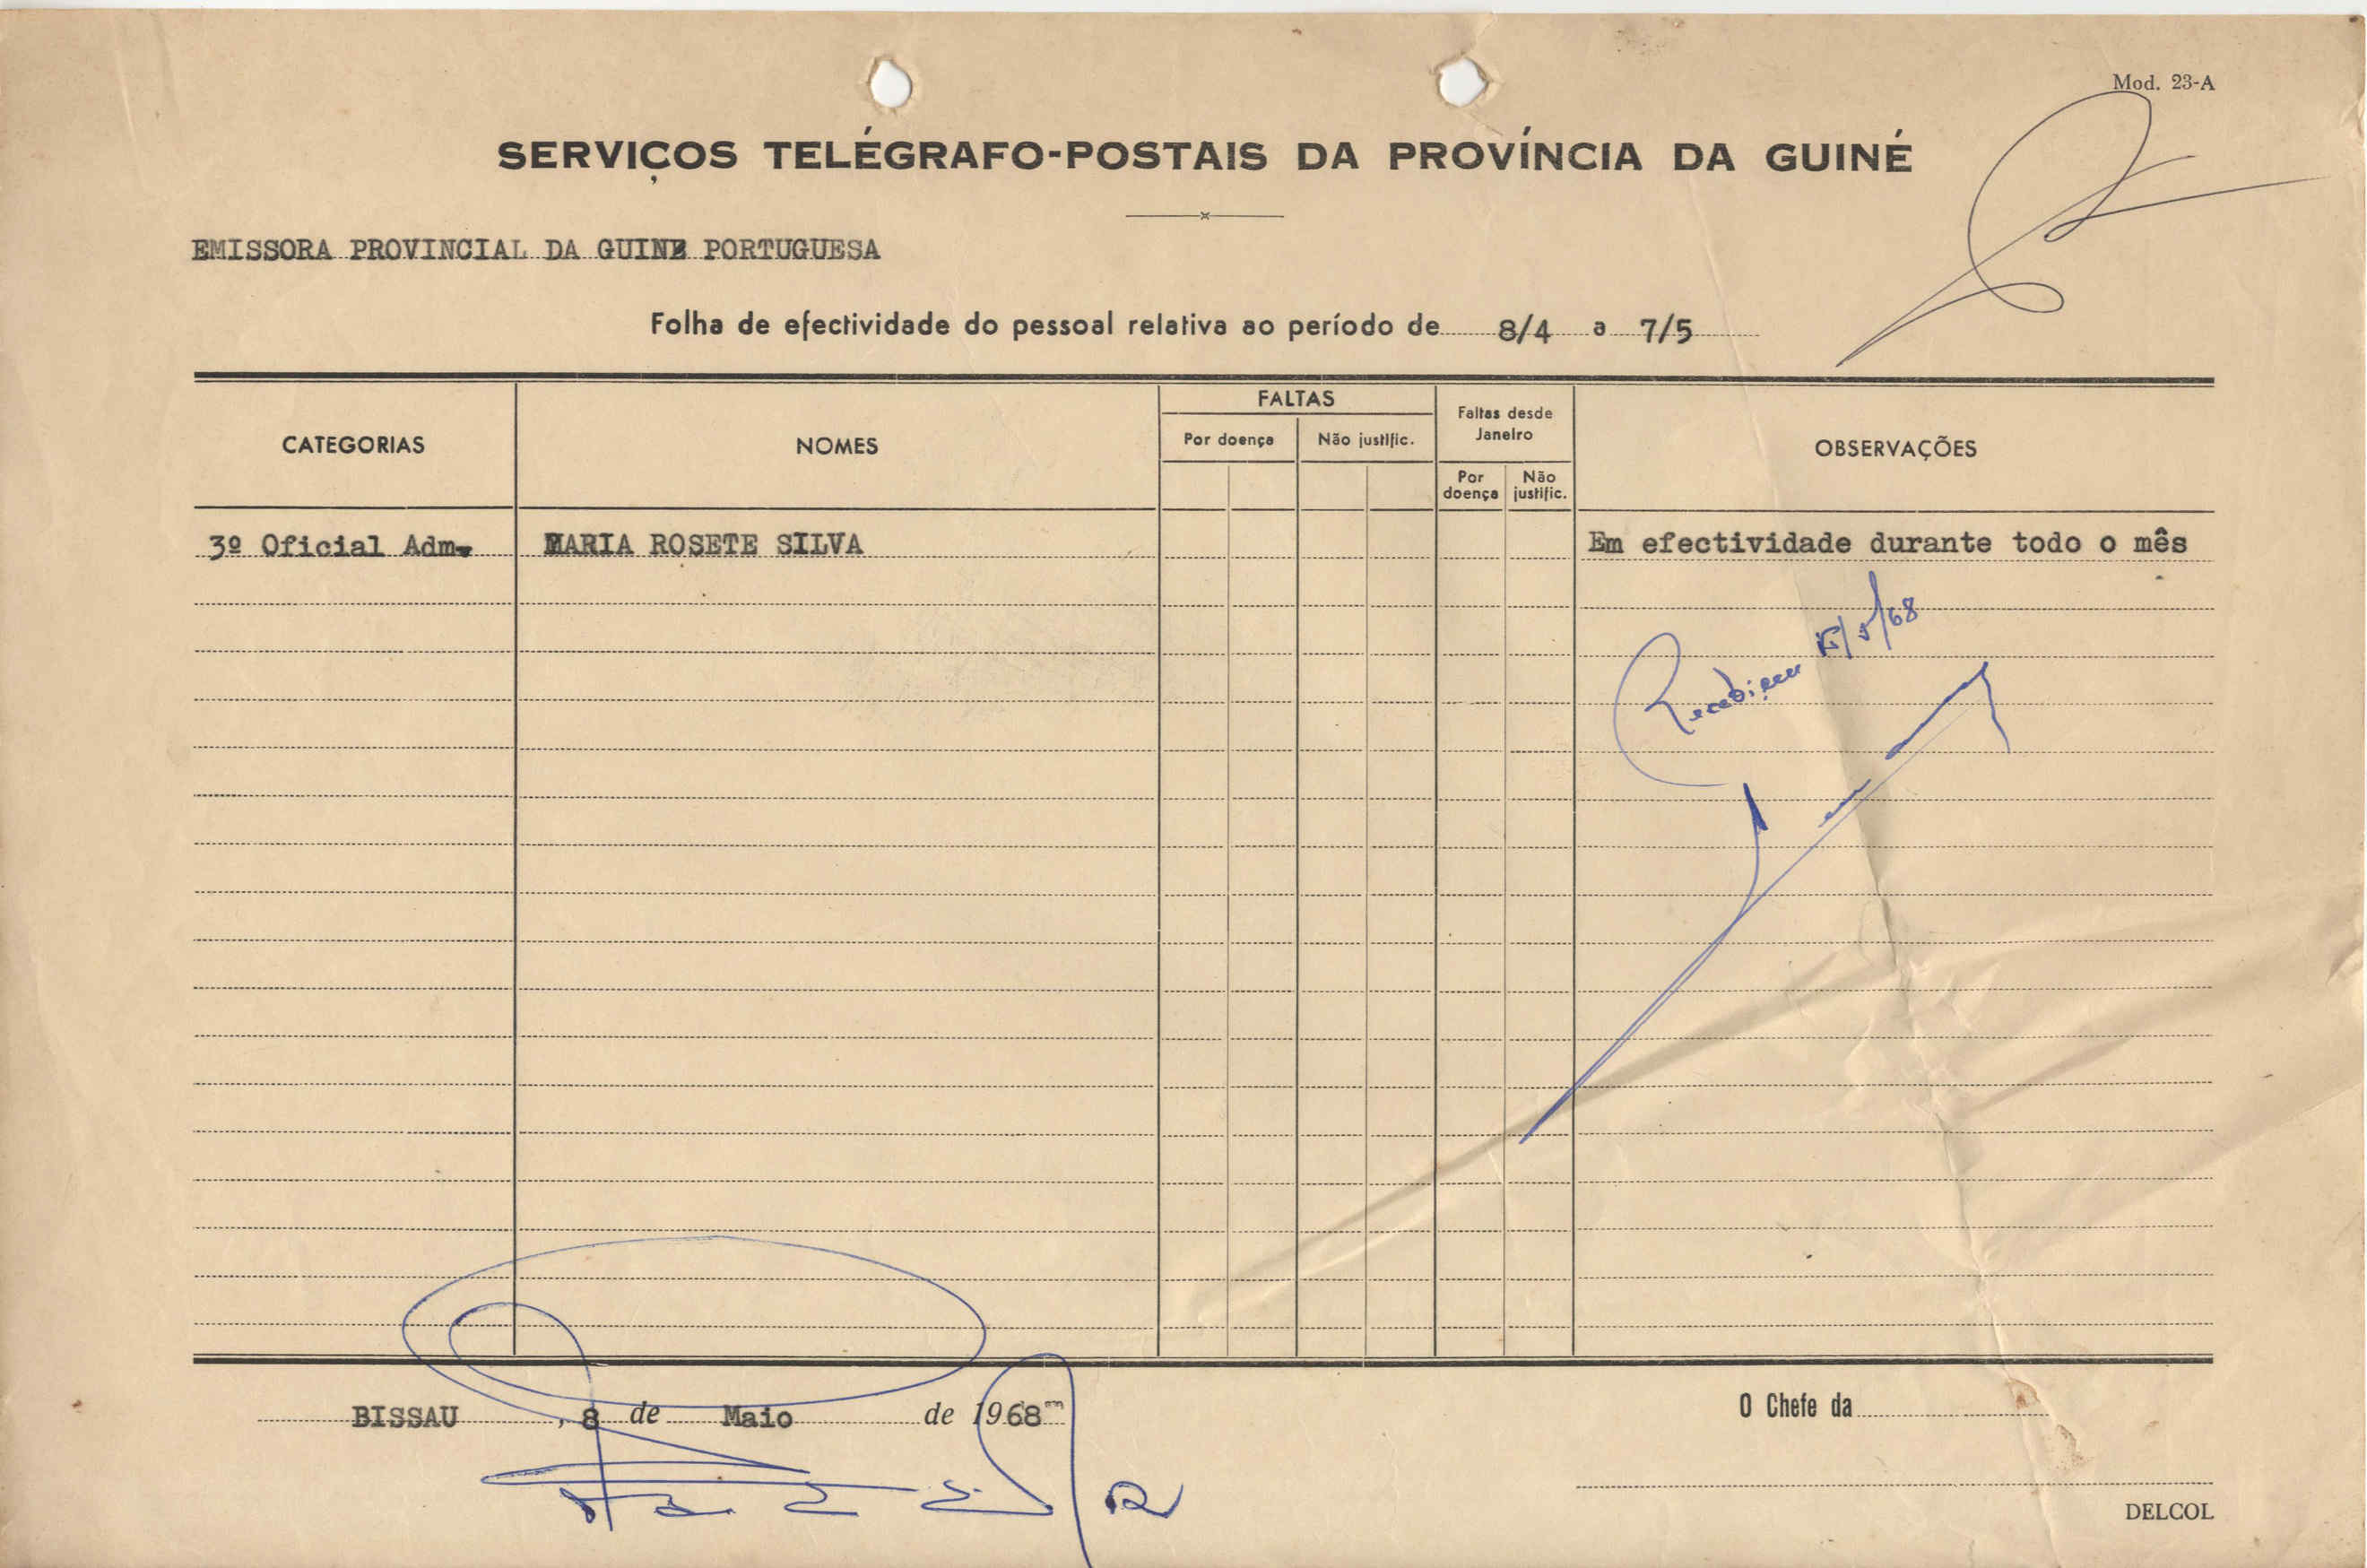 Mod. 23-A
SERVIÇOS TELÉGRAFO-POSTAIS DA PROVÍNCIA DA GUINÉ
EMISSORA PROVINCIAL DA GUINE PORTUGUESA
Folha de efectividade do pessoal relativa ao período de 8/4 a 7/5
CATEGORIAS
NOMES
FALTAS
Por doença
Não justific.
Faltas desde Janeiro
Por doença
Não justific.
OBSERVAÇÕES
3º Oficial Adm.
MARIA ROSETE SILVA
Em efectividade durante todo o mês
/5/68
BISSAU, 8 de Maio de 1968
O Chefe da
DELCOL